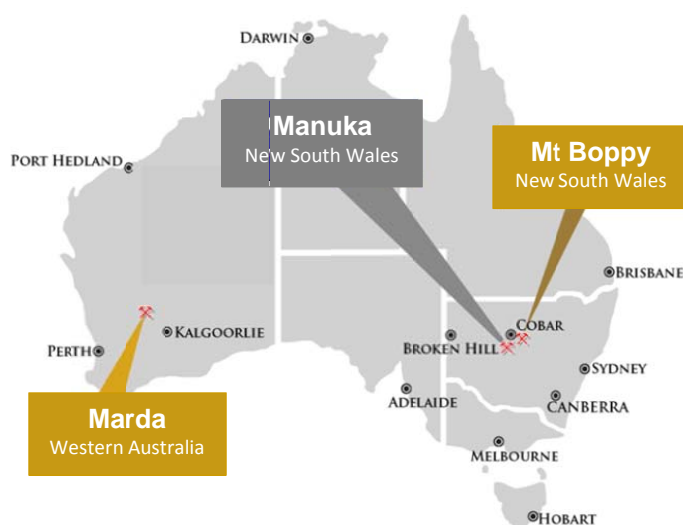 DARWIN
Manuka
New South Wales
Mt Boppy
New South Wales
PORT HEDLAND
BRISBANE
KALGOORLIE
COBAR
PERTH
BROKEN HILL
SYDNEY
Marda
Western Australia
ADELAIDE
CANBERRA
MELBOURNE
HOBART